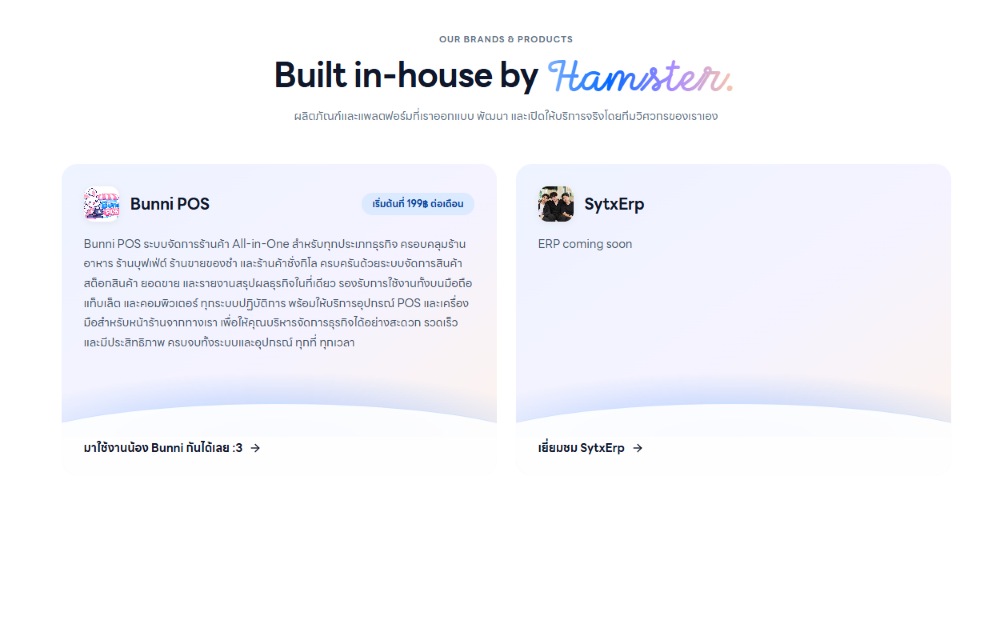 OUR BRANDS & PRODUCTS
Built in-house by Hamster.
ผลิตภัณฑ์และแพลตฟอร์มที่เราออกแบบ พัฒนา และเปิดให้บริการจริงโดยทีมวิศวกรของเราเอง
Bunni POS
เริ่มต้นที่ 199฿ ต่อเดือน
Bunni POS ระบบจัดการร้านค้า All-in-One สำหรับทุกประเภทธุรกิจ ครอบคลุมร้าน
อาหาร ร้านบุฟเฟ่ต์ ร้านขายของชำ และร้านค้าชั่งกิโล ครบครันด้วยระบบจัดการสินค้า
สต็อกสินค้า ยอดขาย และรายงานสรุปผลธุรกิจในที่เดียว รองรับการใช้งานทั้งบนมือถือ
แท็บเล็ต และคอมพิวเตอร์ ทุกระบบปฏิบัติการ พร้อมให้บริการอุปกรณ์ POS และเครื่อง
มือสำหรับหน้าร้านจากทางเรา เพื่อให้คุณบริหารจัดการธุรกิจได้อย่างสะดวก รวดเร็ว
และมีประสิทธิภาพ ครบจบทั้งระบบและอุปกรณ์ ทุกที่ ทุกเวลา
มาใช้งานน้อง Bunni กันได้เลย :3 →
SytxErp
ERP coming soon
เยี่ยมชม SytxErp →